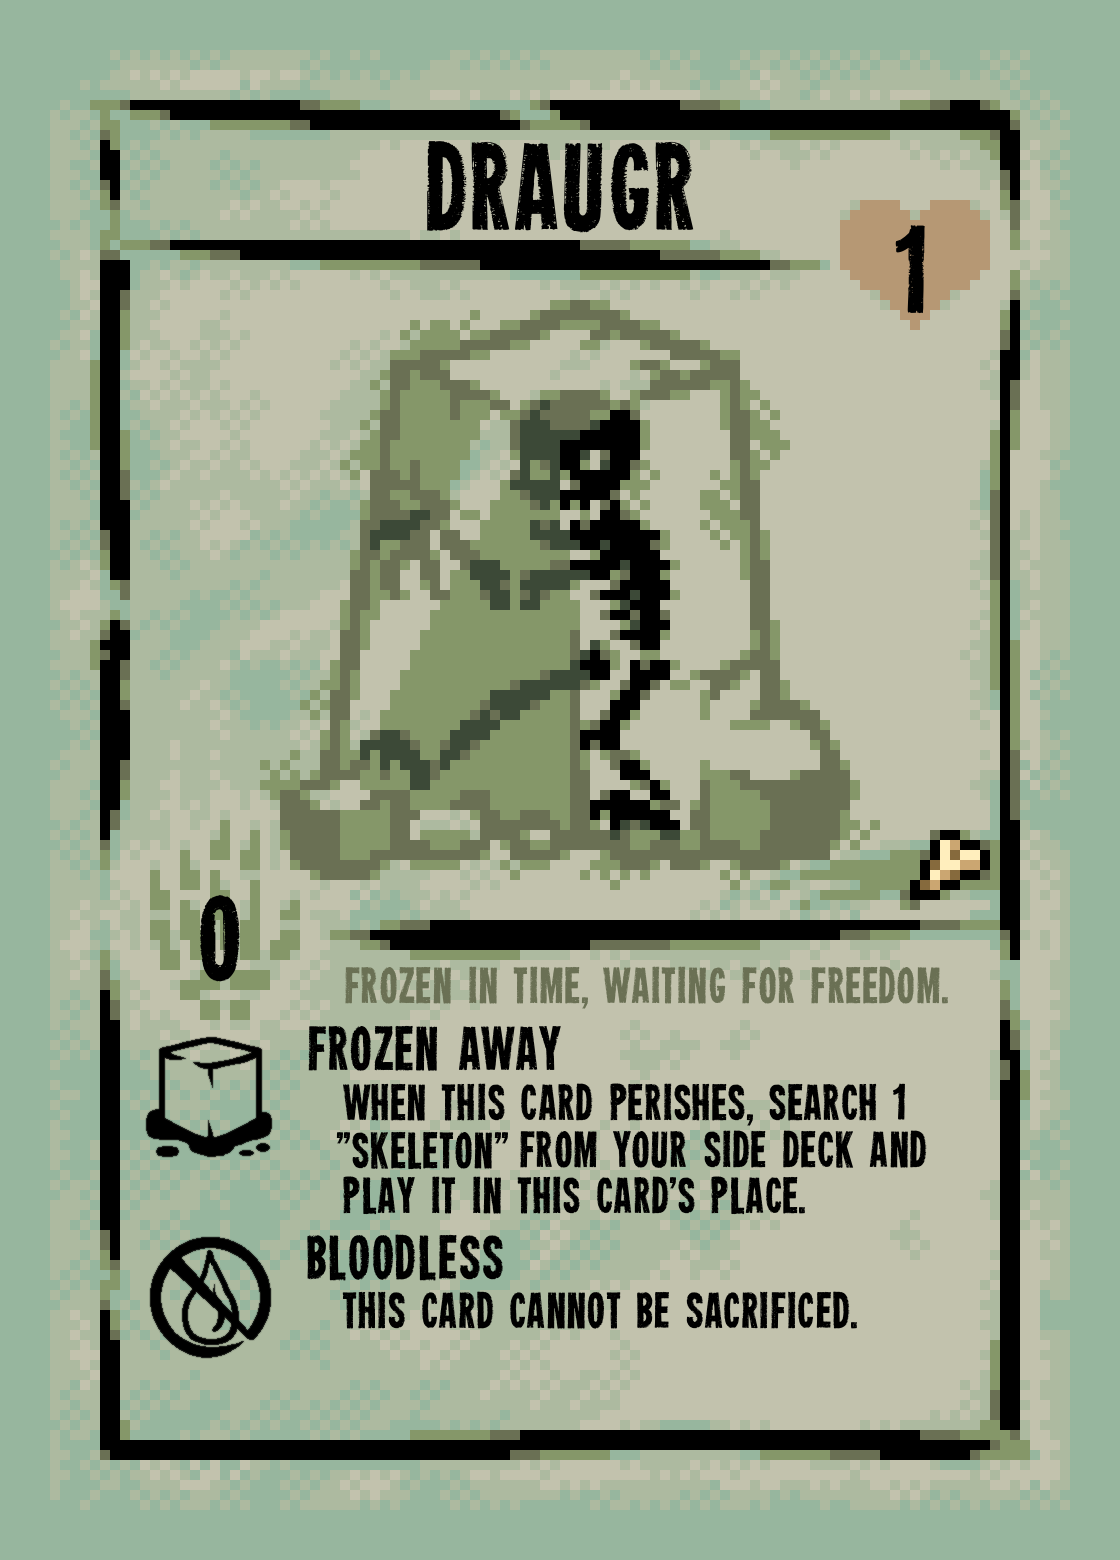 DRAUGR
1
0
FROZEN IN TIME, WAITING FOR FREEDOM.
FROZEN AWAY
WHEN THIS CARD PERISHES, SEARCH 1
"SKELETON" FROM YOUR SIDE DECK AND
PLAY IT IN THIS CARD'S PLACE.
BLOODLESS
THIS CARD CANNOT BE SACRIFICED.